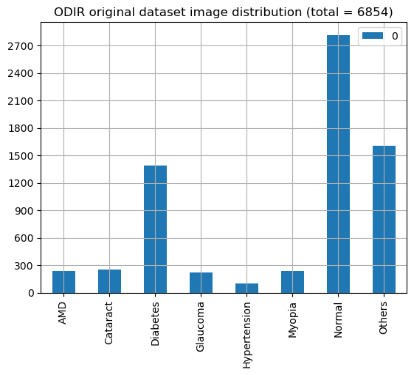 ODIR original dataset image distribution (total = 6854)
0
2700
2400
2100
1800
1500
1200
900
600
300
0
AMD
Cataract
Diabetes
Glaucoma
Hypertension
Myopia
Normal
Others